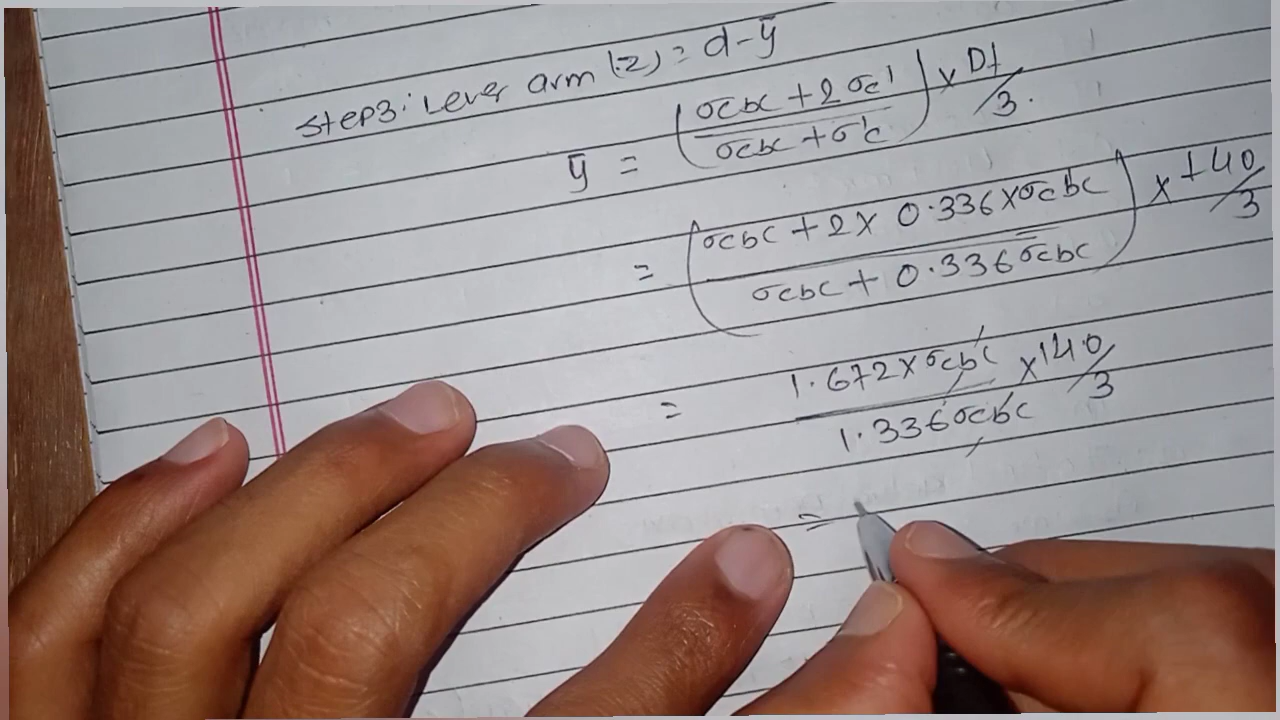 Step3: Lever arm (z) = d - ȳ
ȳ = (σcbc + 2σc' / σcbc + σ'c) × Df/3.
= (σcbc + 2 × 0.336 × σcbc / σcbc + 0.336 σcbc) × 140/3
= 1.672 × σcbc / 1.336 σcbc × 140/3
=